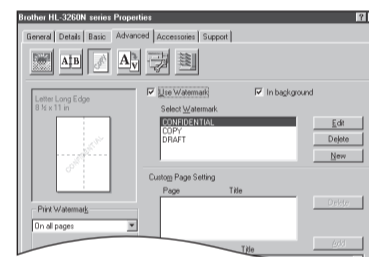 Brother HL-3260N series Properties
?
General Details Basic Advanced Accessories Support
A B
COPY
A V
Use Watermark
In background
Letter Long Edge
8 ½ x 11 in
Select Watermark
CONFIDENTIAL
COPY
DRAFT
Edit
Delete
New
CONFIDENTIAL
Custom Page Setting
Page Title
Delete
Print Watermark
On all pages
Add
Title